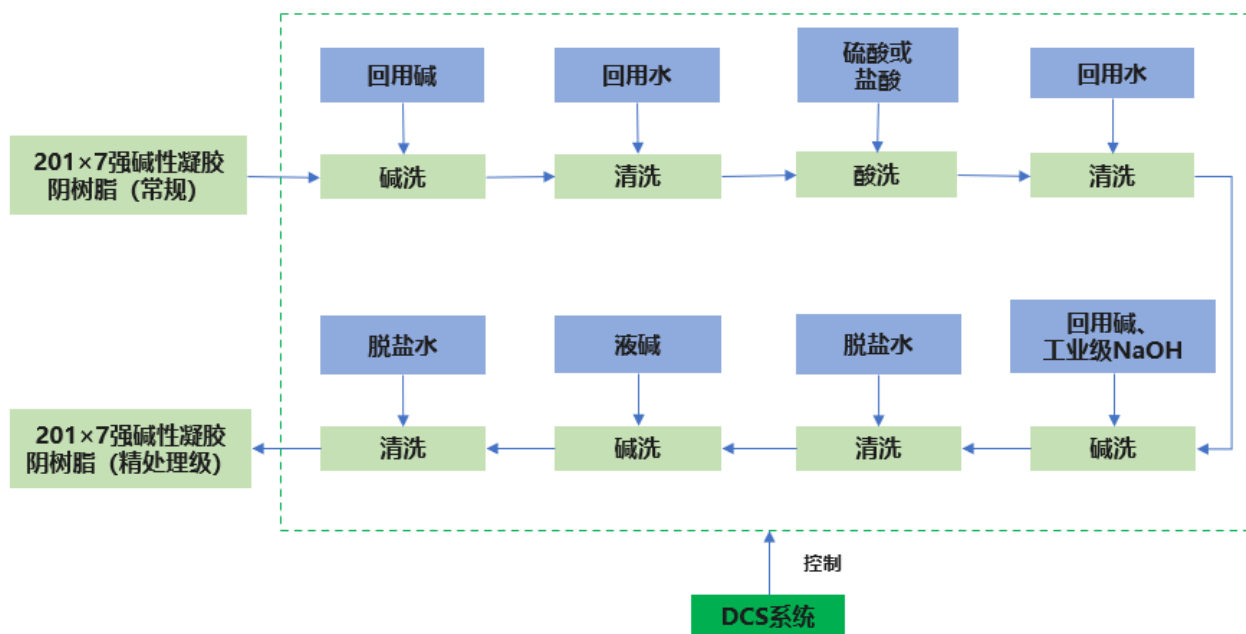 回用碱
回用水
硫酸或
盐酸
回用水
201×7强碱性凝胶
阴树脂（常规）
碱洗
清洗
酸洗
清洗
脱盐水
液碱
脱盐水
回用碱、
工业级NaOH
201×7强碱性凝胶
阴树脂（精处理级）
清洗
碱洗
清洗
碱洗
控制
DCS系统